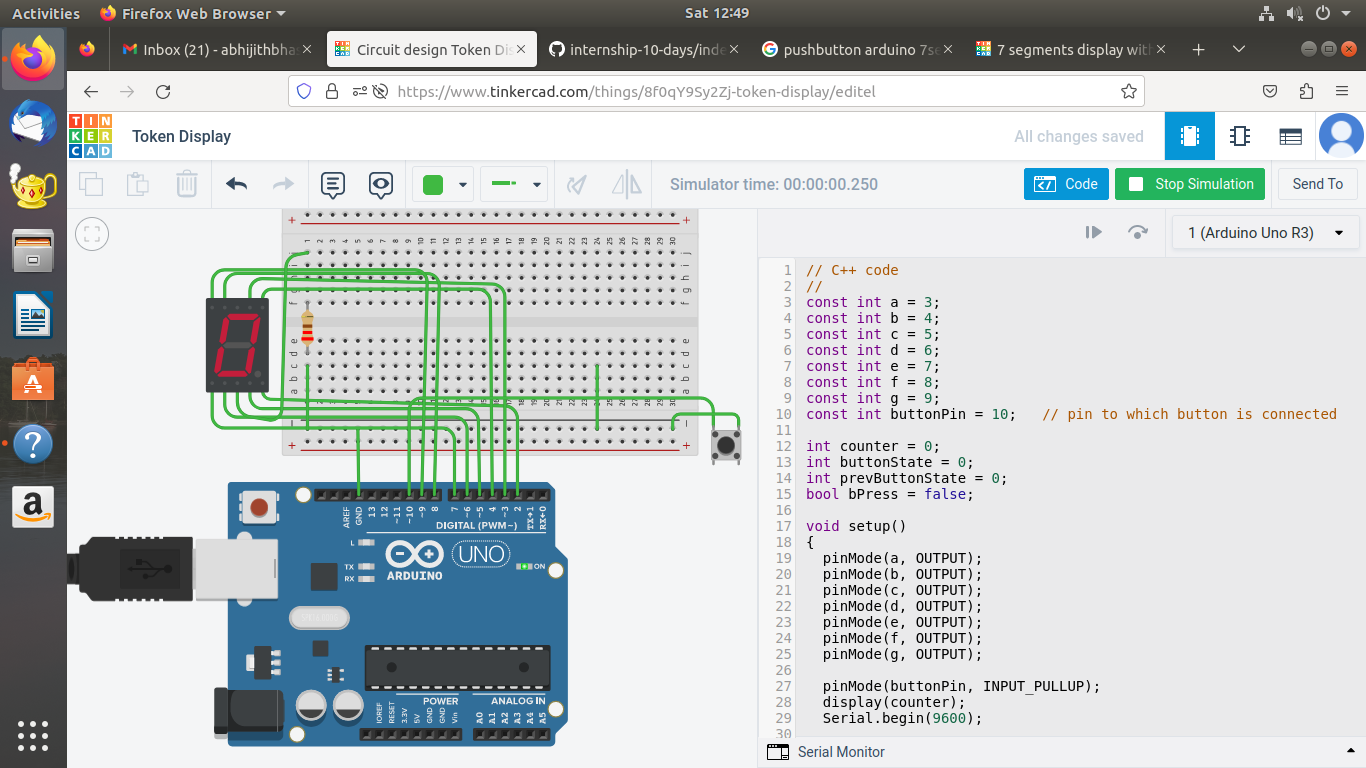 Activities
Firefox Web Browser
Sat 12:49
Inbox (21) - abhijithbha
Circuit design Token Dis
internship-10-days/inde
pushbutton arduino 7se
7 segments display with
https://www.tinkercad.com/things/8f0qY9Sy2Zj-token-display/editel
TIN
KER
CAD
Token Display
All changes saved
Simulator time: 00:00:00.250
Code
Stop Simulation
Send To
1 (Arduino Uno R3)
1 // C++ code
2 //
3 const int a = 3;
4 const int b = 4;
5 const int c = 5;
6 const int d = 6;
7 const int e = 7;
8 const int f = 8;
9 const int g = 9;
10 const int buttonPin = 10;   // pin to which button is connected
11
12 int counter = 0;
13 int buttonState = 0;
14 int prevButtonState = 0;
15 bool bPress = false;
16
17 void setup()
18 {
19   pinMode(a, OUTPUT);
20   pinMode(b, OUTPUT);
21   pinMode(c, OUTPUT);
22   pinMode(d, OUTPUT);
23   pinMode(e, OUTPUT);
24   pinMode(f, OUTPUT);
25   pinMode(g, OUTPUT);
26
27   pinMode(buttonPin, INPUT_PULLUP);
28   display(counter);
29   Serial.begin(9600);
30
Serial Monitor
AREF
GND
13
12
~11
~10
~9
8
7
~6
~5
4
~3
2
TX→1
RX←0
DIGITAL (PWM~)
L
TX
RX
UNO
ARDUINO
ON
POWER
ANALOG IN
IOREF
RESET
3.3V
5V
GND
GND
Vin
A0
A1
A2
A3
A4
A5